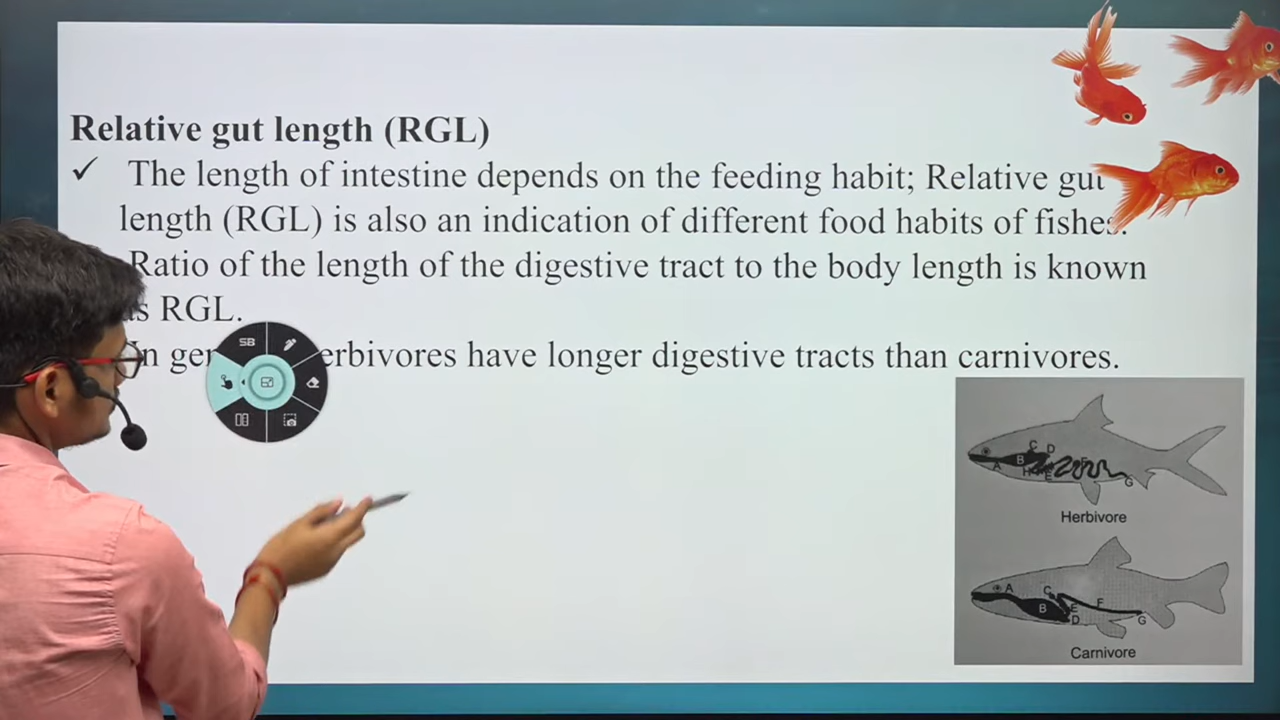 Relative gut length (RGL)
✓ The length of intestine depends on the feeding habit; Relative gut
length (RGL) is also an indication of different food habits of fishes.
Ratio of the length of the digestive tract to the body length is known
RGL.
In erbivores have longer digestive tracts than carnivores.
SB
C D
B
A
G
Herbivore
A
C
B
E
F
D
G
Carnivore